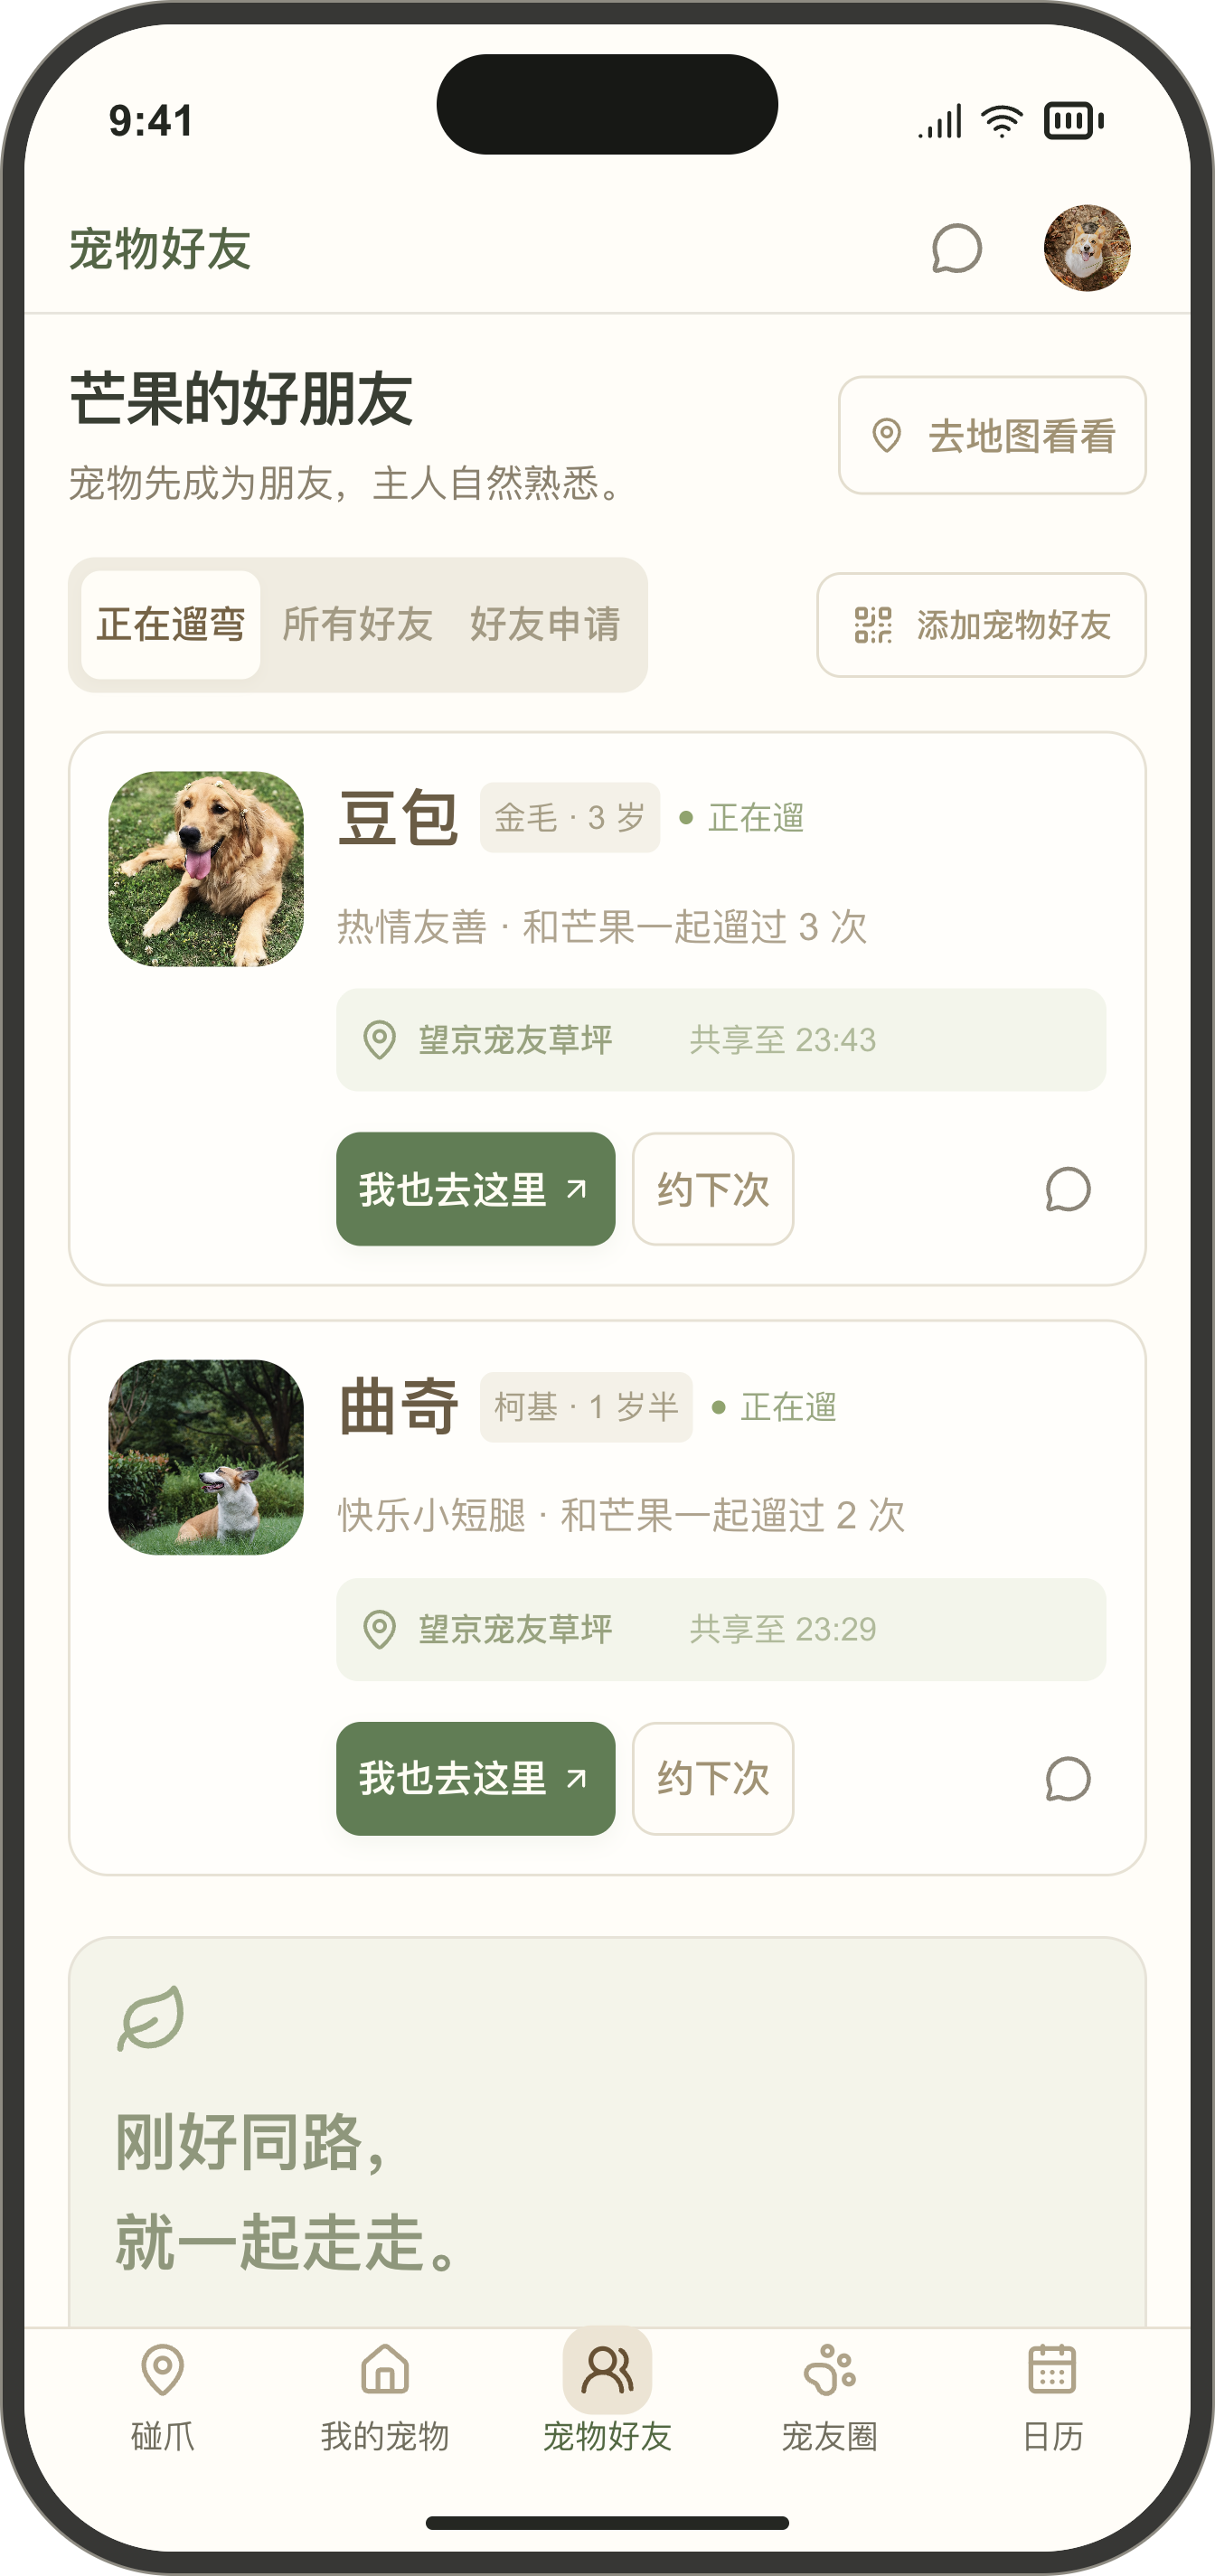 9:41
宠物好友
芒果的好朋友
宠物先成为朋友，主人自然熟悉。
去地图看看
正在遛弯 所有好友 好友申请
添加宠物好友
豆包 金毛 · 3 岁 正在遛
热情友善 · 和芒果一起遛过 3 次
望京宠友草坪 共享至 23:43
我也去这里 约下次
曲奇 柯基 · 1 岁半 正在遛
快乐小短腿 · 和芒果一起遛过 2 次
望京宠友草坪 共享至 23:29
我也去这里 约下次
刚好同路，
就一起走走。
碰爪 我的宠物 宠物好友 宠友圈 日历